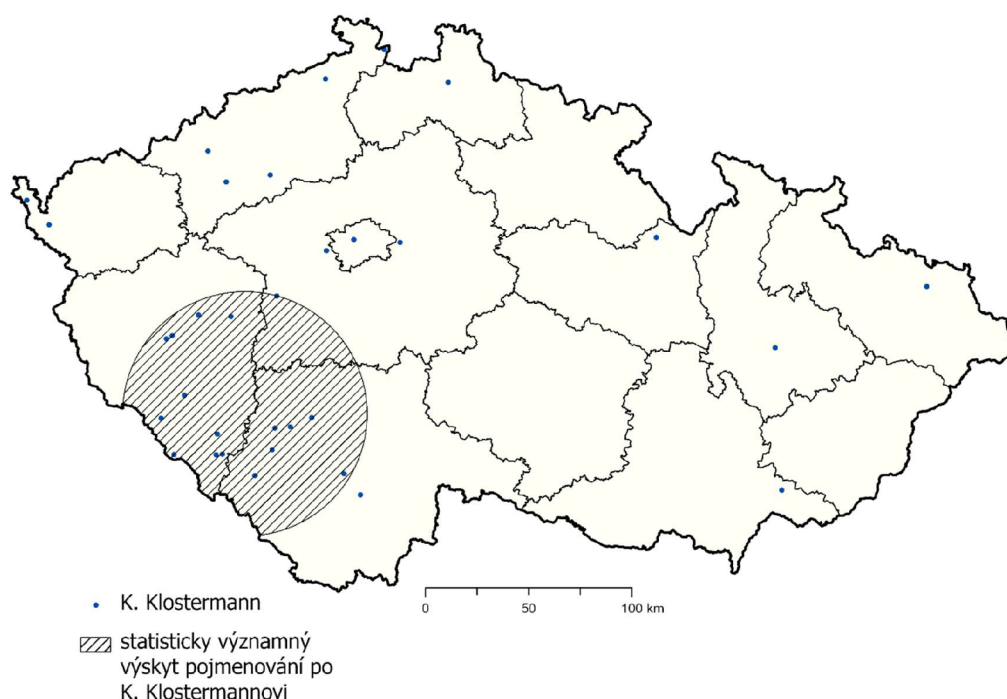 0 50 100 km
K. Klostermann
statisticky významný
výskyt pojmenování po
K. Klostermannovi